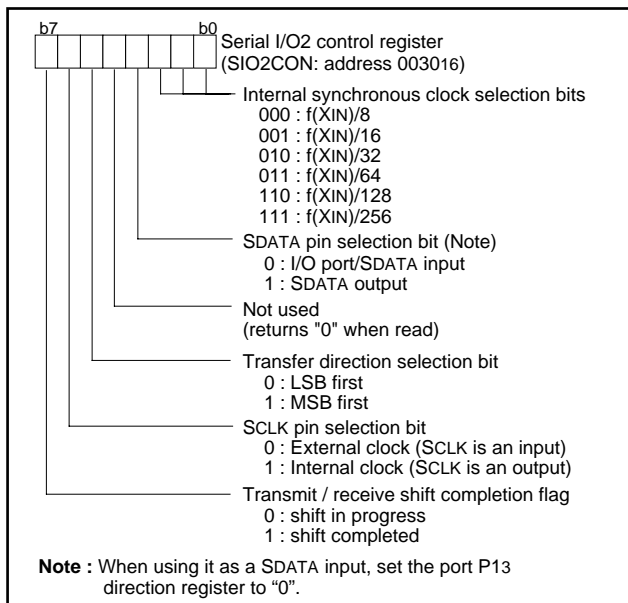 b7 b0
Serial I/O2 control register
(SIO2CON: address 003016)
Internal synchronous clock selection bits
000 : f(XIN)/8
001 : f(XIN)/16
010 : f(XIN)/32
011 : f(XIN)/64
110 : f(XIN)/128
111 : f(XIN)/256
SDATA pin selection bit (Note)
0 : I/O port/SDATA input
1 : SDATA output
Not used
(returns "0" when read)
Transfer direction selection bit
0 : LSB first
1 : MSB first
SCLK pin selection bit
0 : External clock (SCLK is an input)
1 : Internal clock (SCLK is an output)
Transmit / receive shift completion flag
0 : shift in progress
1 : shift completed
Note : When using it as a SDATA input, set the port P13
direction register to “0”.